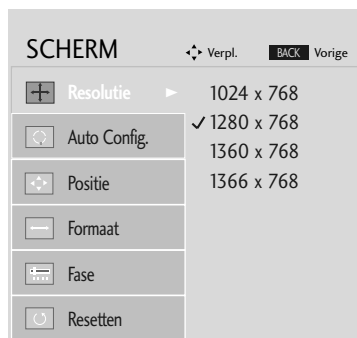 SCHERM Verpl. BACK Vorige
Resolutie 1024 x 768
Auto Config. 1280 x 768
1360 x 768
Positie 1366 x 768
Formaat
Fase
Resetten